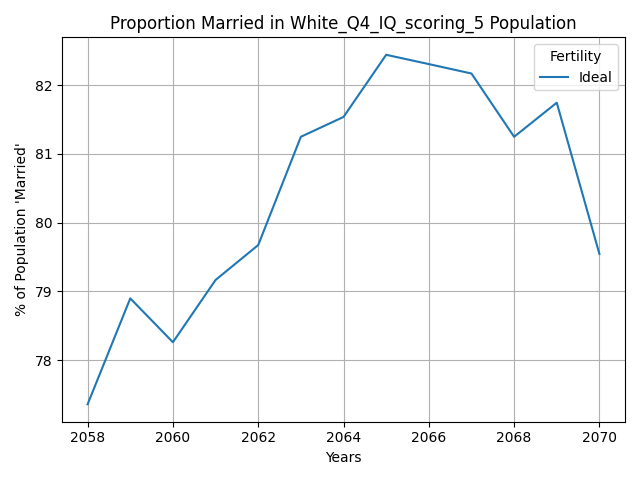 Proportion Married in White_Q4_IQ_scoring_5 Population
Fertility
Ideal
% of Population 'Married'
82
81
80
79
78
2058
2060
2062
2064
2066
2068
2070
Years